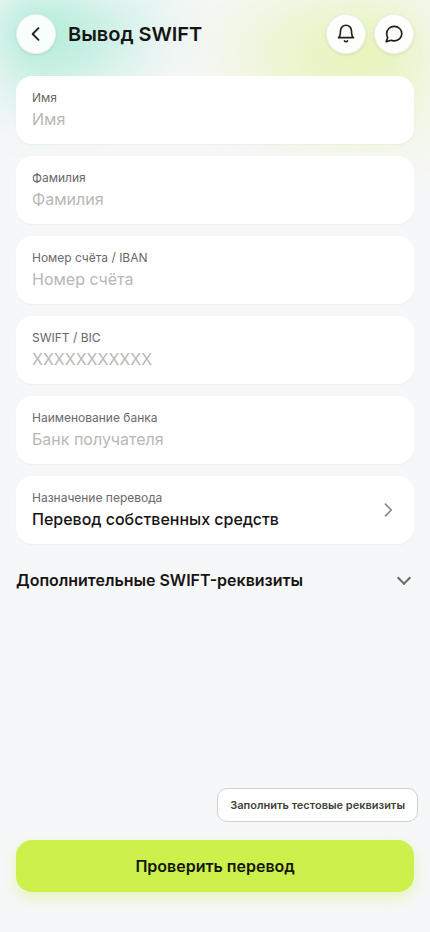 Вывод SWIFT
Имя
Имя
Фамилия
Фамилия
Номер счёта / IBAN
Номер счёта
SWIFT / BIC
XXXXXXXXXXX
Наименование банка
Банк получателя
Назначение перевода
Перевод собственных средств
Дополнительные SWIFT-реквизиты
Заполнить тестовые реквизиты
Проверить перевод